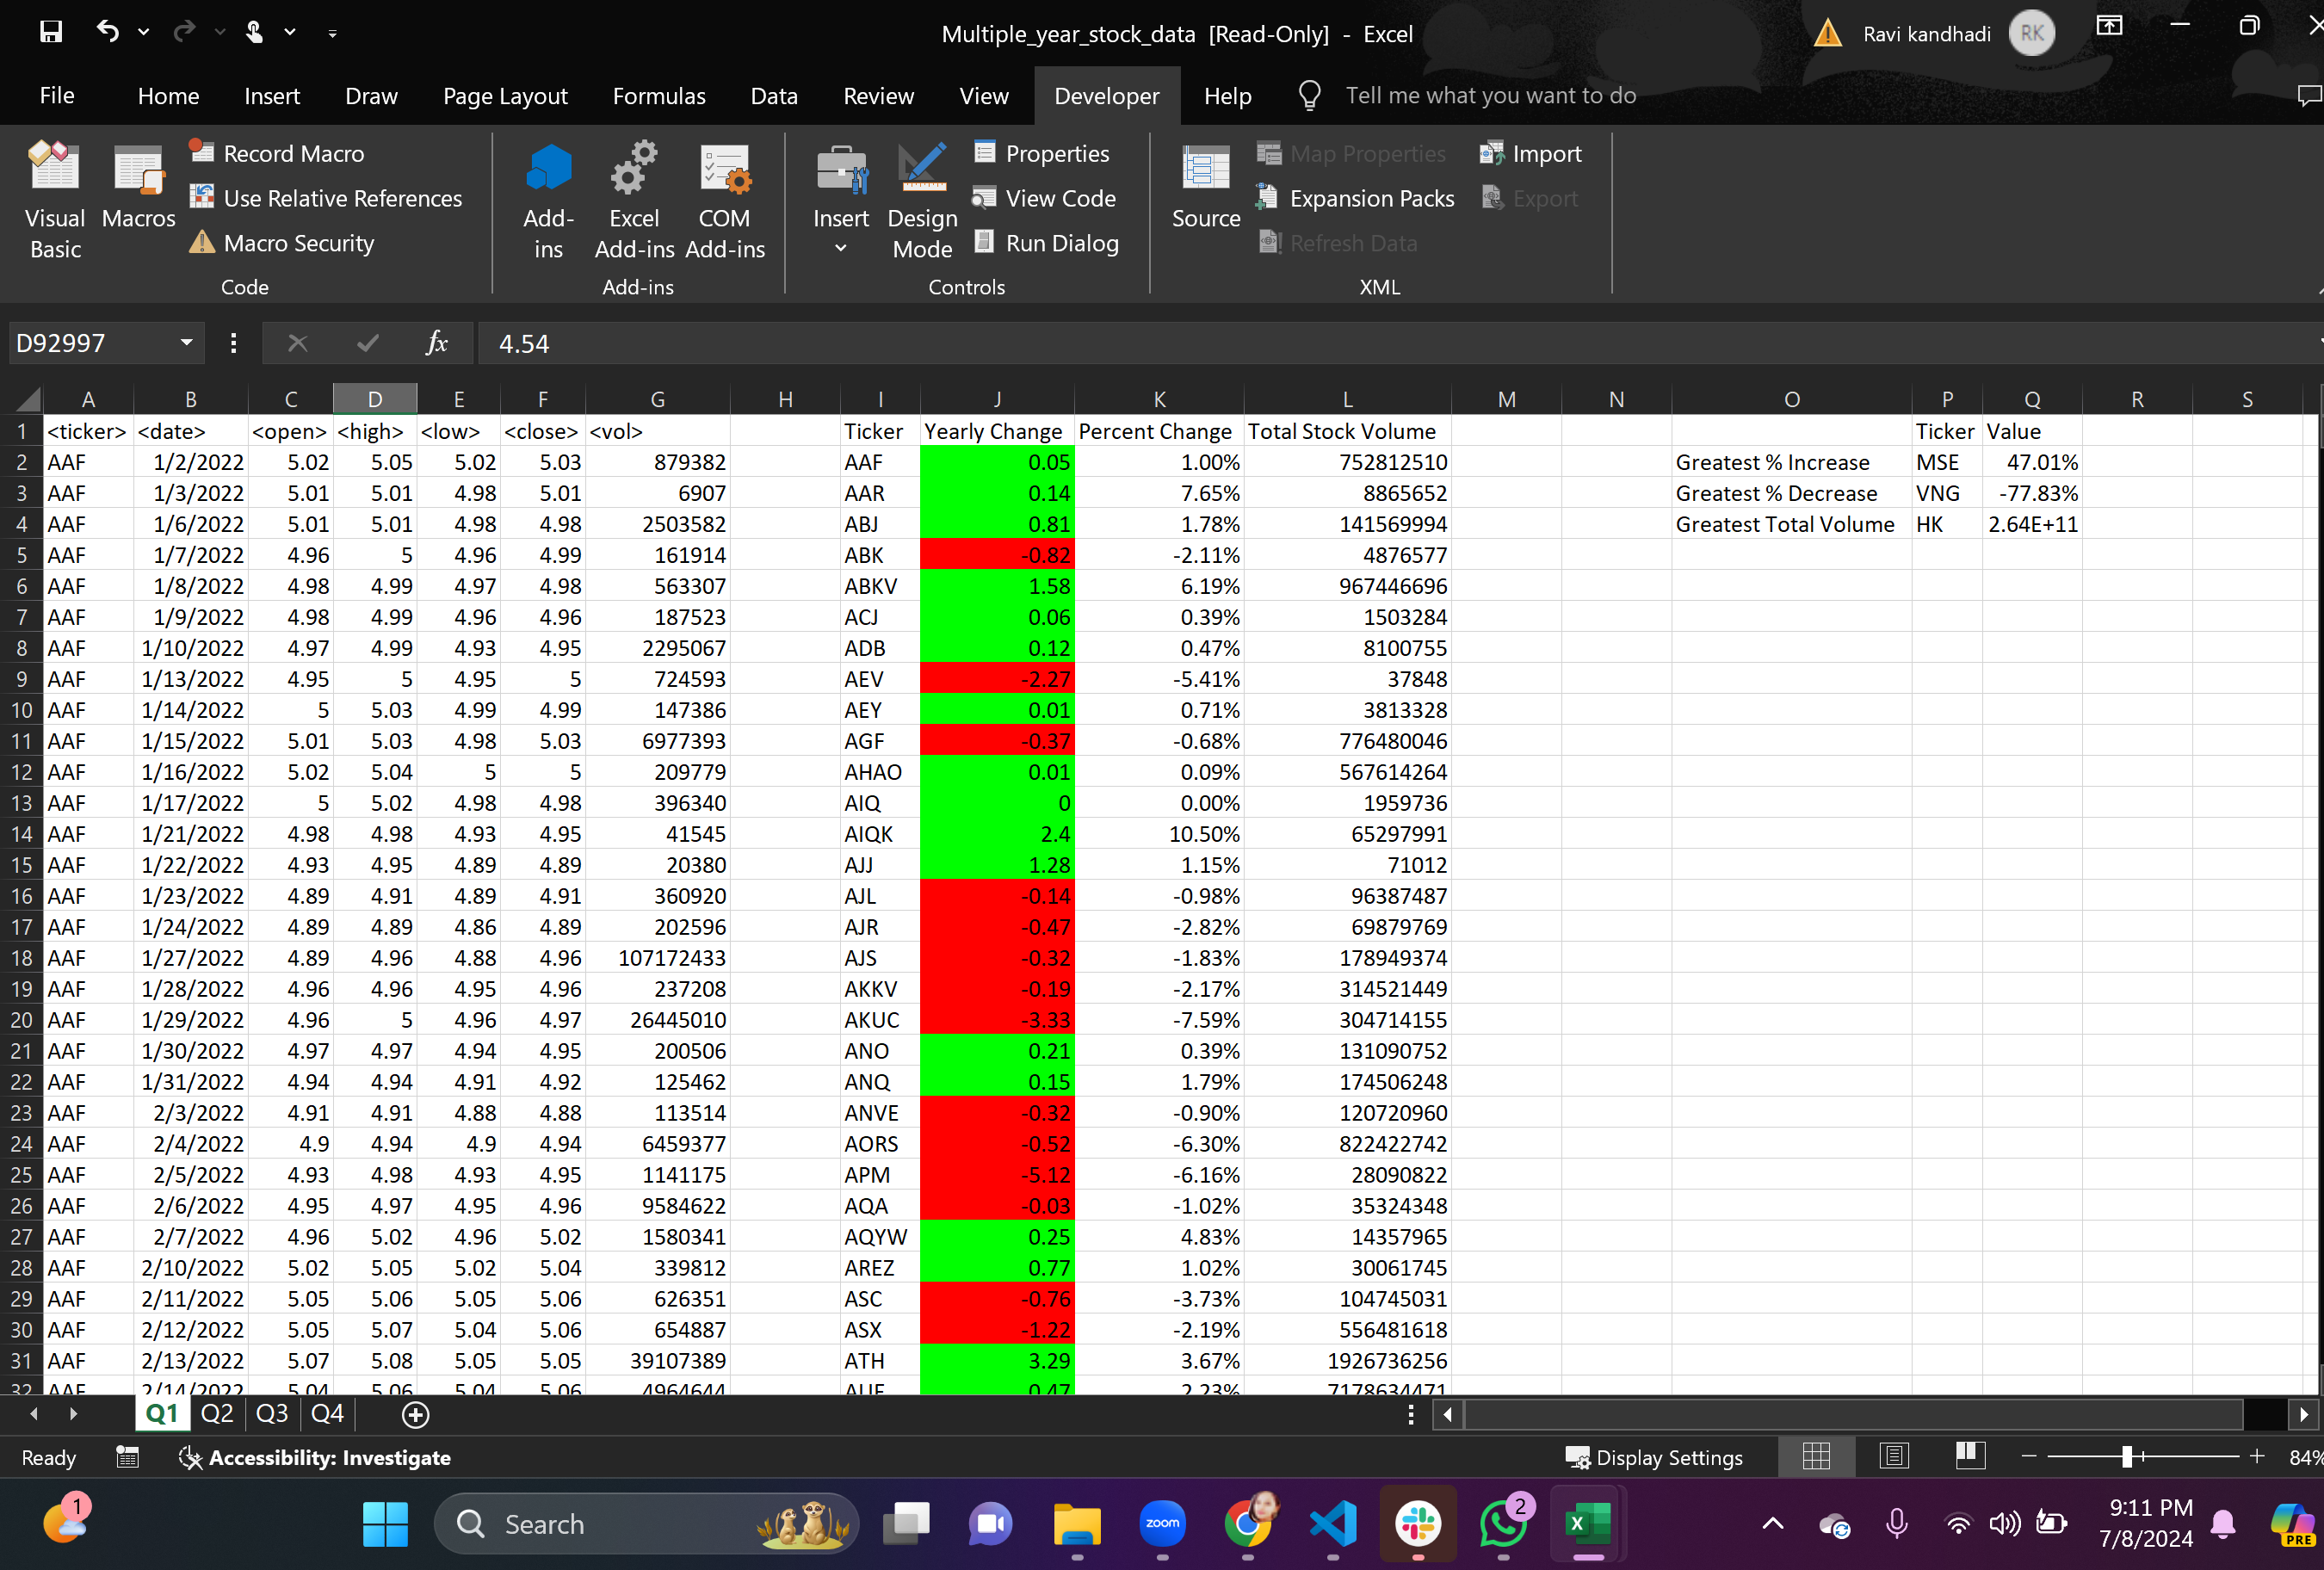 Multiple_year_stock_data [Read-Only] - Excel
Ravi kandhadi RK
File Home Insert Draw Page Layout Formulas Data Review View Developer Help Tell me what you want to do
Visual Basic
Macros
Record Macro
Use Relative References
Macro Security
Code
Add-ins
Excel Add-ins
COM Add-ins
Add-ins
Insert
Design Mode
Properties
View Code
Run Dialog
Controls
Source
Map Properties
Expansion Packs
Refresh Data
Import
Export
XML
D92997 fx 4.54
A B C D E F G H I J K L M N O P Q R S
1 <ticker> <date> <open> <high> <low> <close> <vol> Ticker Yearly Change Percent Change Total Stock Volume Ticker Value
2 AAF 1/2/2022 5.02 5.05 5.02 5.03 879382 AAF 0.05 1.00% 752812510 Greatest % Increase MSE 47.01%
3 AAF 1/3/2022 5.01 5.01 4.98 5.01 6907 AAR 0.14 7.65% 8865652 Greatest % Decrease VNG -77.83%
4 AAF 1/6/2022 5.01 5.01 4.98 4.98 2503582 ABJ 0.81 1.78% 141569994 Greatest Total Volume HK 2.64E+11
5 AAF 1/7/2022 4.96 5 4.96 4.99 161914 ABK -0.82 -2.11% 4876577
6 AAF 1/8/2022 4.98 4.99 4.97 4.98 563307 ABKV 1.58 6.19% 967446696
7 AAF 1/9/2022 4.98 4.99 4.96 4.96 187523 ACJ 0.06 0.39% 1503284
8 AAF 1/10/2022 4.97 4.99 4.93 4.95 2295067 ADB 0.12 0.47% 8100755
9 AAF 1/13/2022 4.95 5 4.95 5 724593 AEV -2.27 -5.41% 37848
10 AAF 1/14/2022 5 5.03 4.99 4.99 147386 AEY 0.01 0.71% 3813328
11 AAF 1/15/2022 5.01 5.03 4.98 5.03 6977393 AGF -0.37 -0.68% 776480046
12 AAF 1/16/2022 5.02 5.04 5 5 209779 AHAO 0.01 0.09% 567614264
13 AAF 1/17/2022 5 5.02 4.98 4.98 396340 AIQ 0 0.00% 1959736
14 AAF 1/21/2022 4.98 4.98 4.93 4.95 41545 AIQK 2.4 10.50% 65297991
15 AAF 1/22/2022 4.93 4.95 4.89 4.89 20380 AJJ 1.28 1.15% 71012
16 AAF 1/23/2022 4.89 4.91 4.89 4.91 360920 AJL -0.14 -0.98% 96387487
17 AAF 1/24/2022 4.89 4.89 4.86 4.89 202596 AJR -0.47 -2.82% 69879769
18 AAF 1/27/2022 4.89 4.96 4.88 4.96 107172433 AJS -0.32 -1.83% 178949374
19 AAF 1/28/2022 4.96 4.96 4.95 4.96 237208 AKKV -0.19 -2.17% 314521449
20 AAF 1/29/2022 4.96 5 4.96 4.97 26445010 AKUC -3.33 -7.59% 304714155
21 AAF 1/30/2022 4.97 4.97 4.94 4.95 200506 ANO 0.21 0.39% 131090752
22 AAF 1/31/2022 4.94 4.94 4.91 4.92 125462 ANQ 0.15 1.79% 174506248
23 AAF 2/3/2022 4.91 4.91 4.88 4.88 113514 ANVE -0.32 -0.90% 120720960
24 AAF 2/4/2022 4.9 4.94 4.9 4.94 6459377 AORS -0.52 -6.30% 822422742
25 AAF 2/5/2022 4.93 4.98 4.93 4.95 1141175 APM -5.12 -6.16% 28090822
26 AAF 2/6/2022 4.95 4.97 4.95 4.96 9584622 AQA -0.03 -1.02% 35324348
27 AAF 2/7/2022 4.96 5.02 4.96 5.02 1580341 AQYW 0.25 4.83% 14357965
28 AAF 2/10/2022 5.02 5.05 5.02 5.04 339812 AREZ 0.77 1.02% 30061745
29 AAF 2/11/2022 5.05 5.06 5.05 5.06 626351 ASC -0.76 -3.73% 104745031
30 AAF 2/12/2022 5.05 5.07 5.04 5.06 654887 ASX -1.22 -2.19% 556481618
31 AAF 2/13/2022 5.07 5.08 5.05 5.05 39107389 ATH 3.29 3.67% 1926736256
32 AAF 2/14/2022 5.04 5.06 5.04 5.06 4964644 0.47 2.23% 7178634471
Q1 Q2 Q3 Q4
Ready Accessibility: Investigate Display Settings 84%
1 Search zoom 2 9:11 PM
7/8/2024
PRE